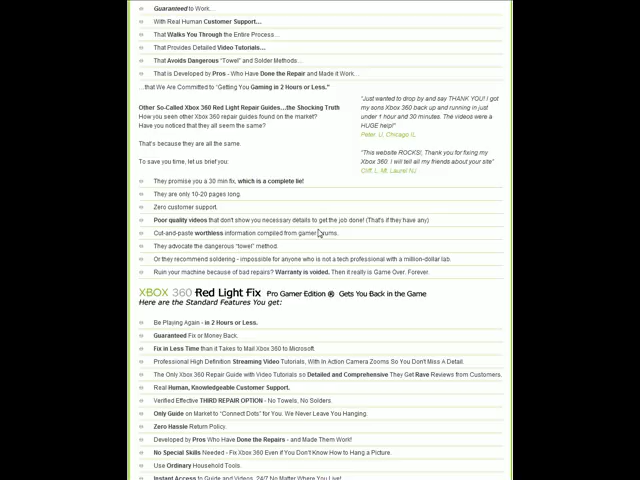 Guaranteed to Work…
With Real Human Customer Support…
That Walks You Through the Entire Process…
That Provides Detailed Video Tutorials…
That Avoids Dangerous "Towel" and Solder Methods…
That is Developed by Pros - Who Have Done the Repair and Made it Work…
…that We Are Committed to "Getting You Gaming in 2 Hours or Less."
Other So-Called Xbox 360 Red Light Repair Guides...the Shocking Truth
How you seen other Xbox 360 repair guides found on the market?
Have you noticed that they all seem the same?
That's because they are all the same.
To save you time, let us brief you:
"Just wanted to drop by and say THANK YOU! I got
my sons Xbox 360 back up and running in just
under 1 hour and 30 minutes. The videos were a
HUGE help!"
Peter. U, Chicago IL
"This website ROCKS!, Thank you for fixing my
Xbox 360. I will tell all my friends about your site"
Cliff. L, Mt. Laurel NJ
They promise you a 30 min fix, which is a complete lie!
They are only 10-20 pages long.
Zero customer support.
Poor quality videos that don't show you necessary details to get the job done! (That's if they have any)
Cut-and-paste worthless information compiled from gamer forums.
They advocate the dangerous "towel" method.
Or they recommend soldering - impossible for anyone who is not a tech professional with a million-dollar lab.
Ruin your machine because of bad repairs? Warranty is voided. Then it really is Game Over. Forever.
XBOX 360 Red Light Fix Pro Gamer Edition ® Gets You Back in the Game
Here are the Standard Features You get:
Be Playing Again - in 2 Hours or Less.
Guaranteed Fix or Money Back.
Fix in Less Time than it Takes to Mail Xbox 360 to Microsoft.
Professional High Definition Streaming Video Tutorials, With In Action Camera Zooms So You Don't Miss A Detail.
The Only Xbox 360 Repair Guide with Video Tutorials so Detailed and Comprehensive They Get Rave Reviews from Customers.
Real Human, Knowledgeable Customer Support.
Verified Effective THIRD REPAIR OPTION - No Towels, No Solders.
Only Guide on Market to "Connect Dots" for You. We Never Leave You Hanging.
Zero Hassle Return Policy.
Developed by Pros Who Have Done the Repairs - and Made Them Work!
No Special Skills Needed - Fix Xbox 360 Even if You Don't Know How to Hang a Picture.
Use Ordinary Household Tools.
Instant Access to Guide and Videos, 24/7 No Matter Where You Live!